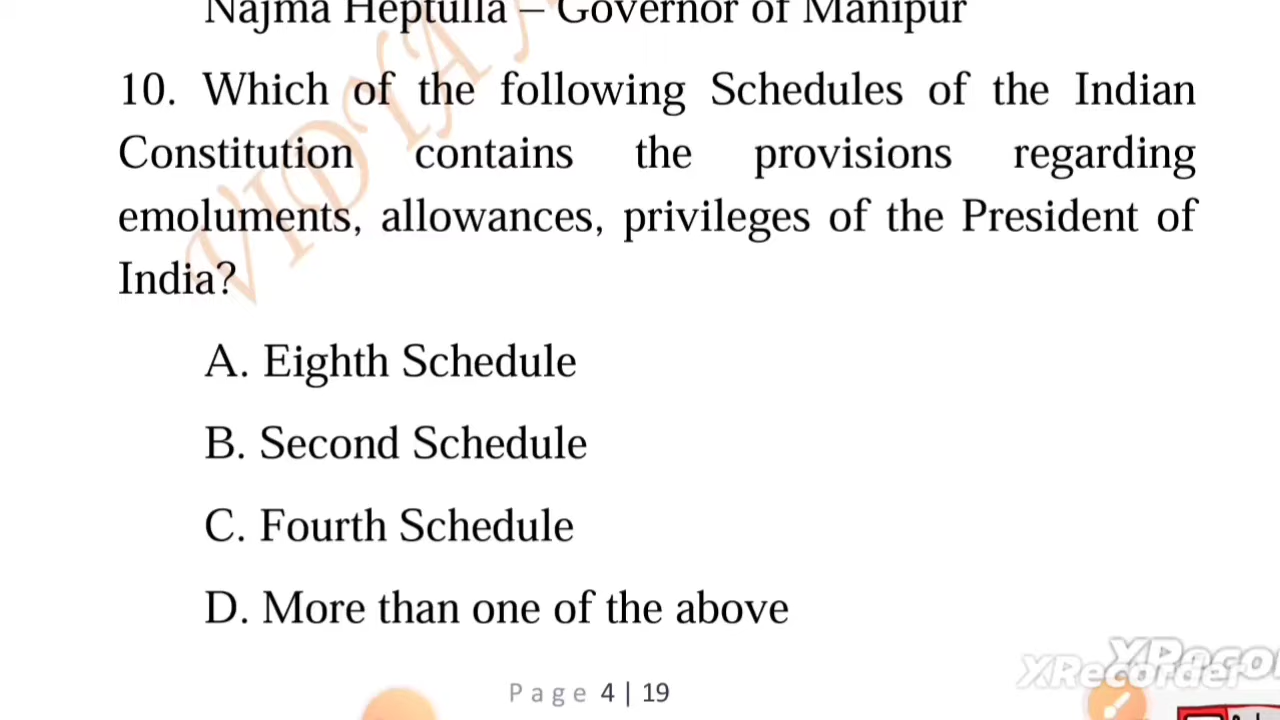 Najma Heptulla – Governor of Manipur
10. Which of the following Schedules of the Indian
Constitution contains the provisions regarding
emoluments, allowances, privileges of the President of
India?
A. Eighth Schedule
B. Second Schedule
C. Fourth Schedule
D. More than one of the above
Page 4| 19
XRecorder